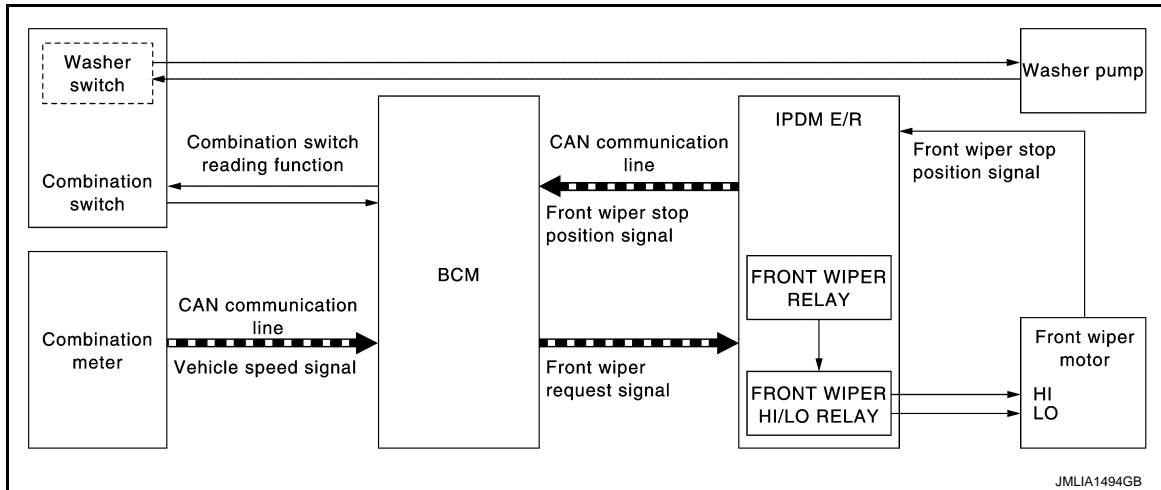 Washer
switch
Washer pump
Combination switch
reading function
Combination
switch
CAN communication
line
Front wiper stop
position signal
IPDM E/R
Front wiper stop
position signal
BCM
Combination
meter
CAN communication
line
Vehicle speed signal
Front wiper
request signal
FRONT WIPER
RELAY
FRONT WIPER
HI/LO RELAY
Front wiper
motor
HI
LO
JMLIA1494GB